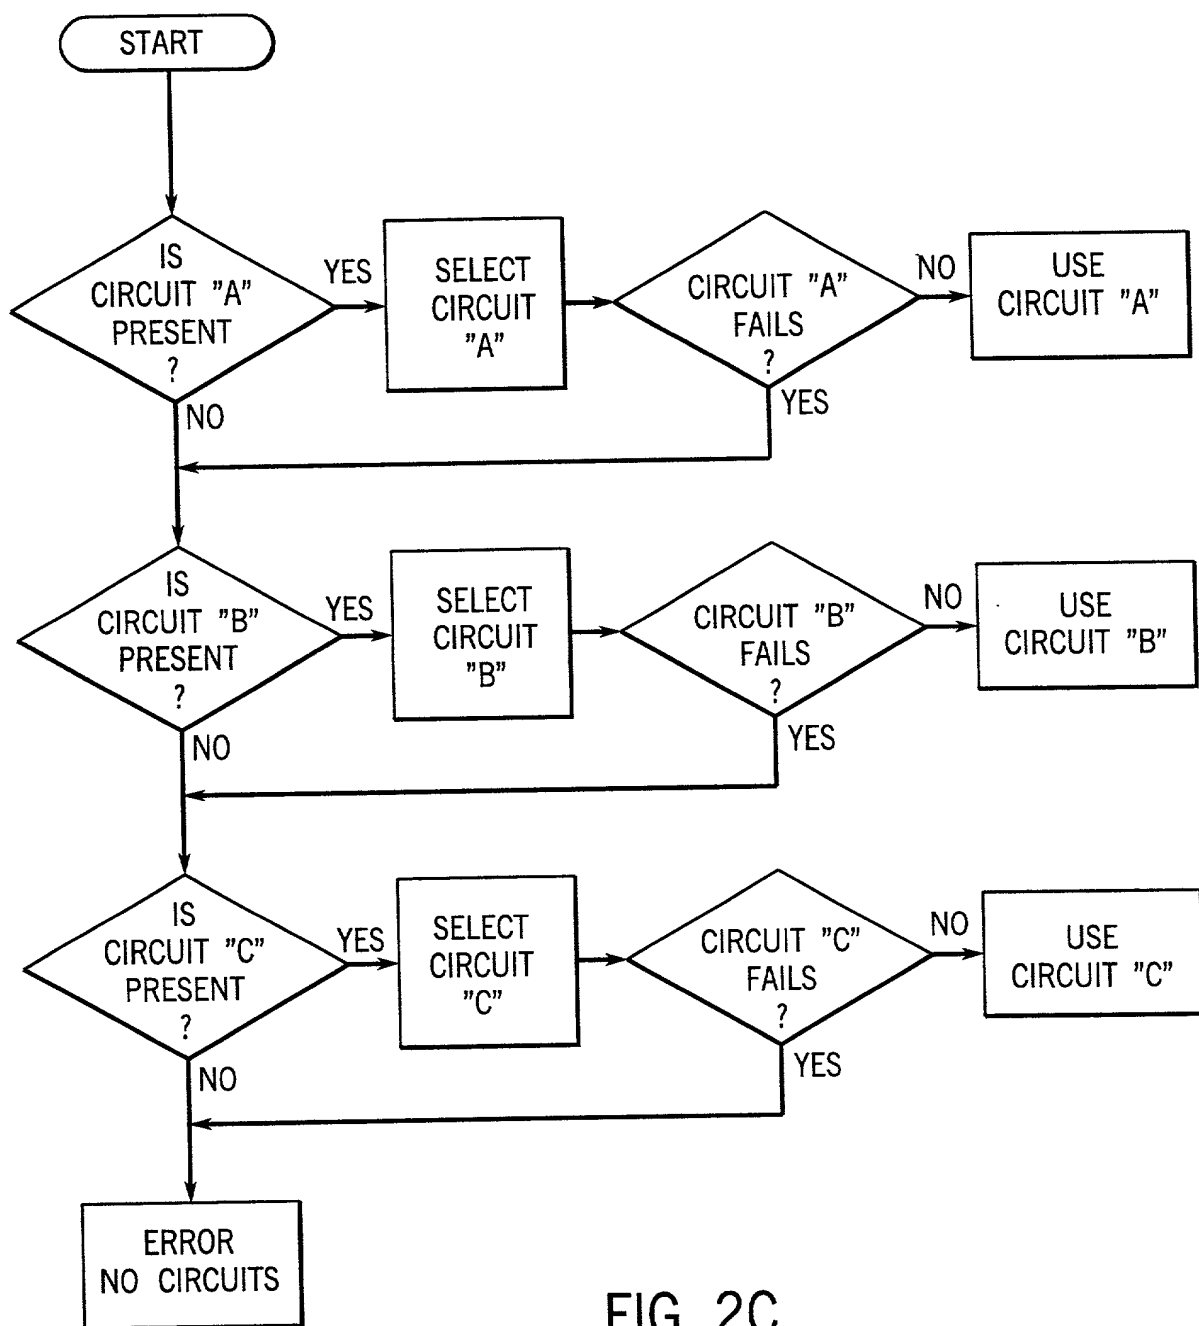 START
IS
CIRCUIT "A"
PRESENT
?
YES
SELECT
CIRCUIT
"A"
CIRCUIT "A"
FAILS
?
NO
USE
CIRCUIT "A"
NO
YES
IS
CIRCUIT "B"
PRESENT
?
YES
SELECT
CIRCUIT
"B"
CIRCUIT "B"
FAILS
?
NO
USE
CIRCUIT "B"
NO
YES
IS
CIRCUIT "C"
PRESENT
?
YES
SELECT
CIRCUIT
"C"
CIRCUIT "C"
FAILS
?
NO
USE
CIRCUIT "C"
NO
YES
ERROR
NO CIRCUITS
FIG. 2C